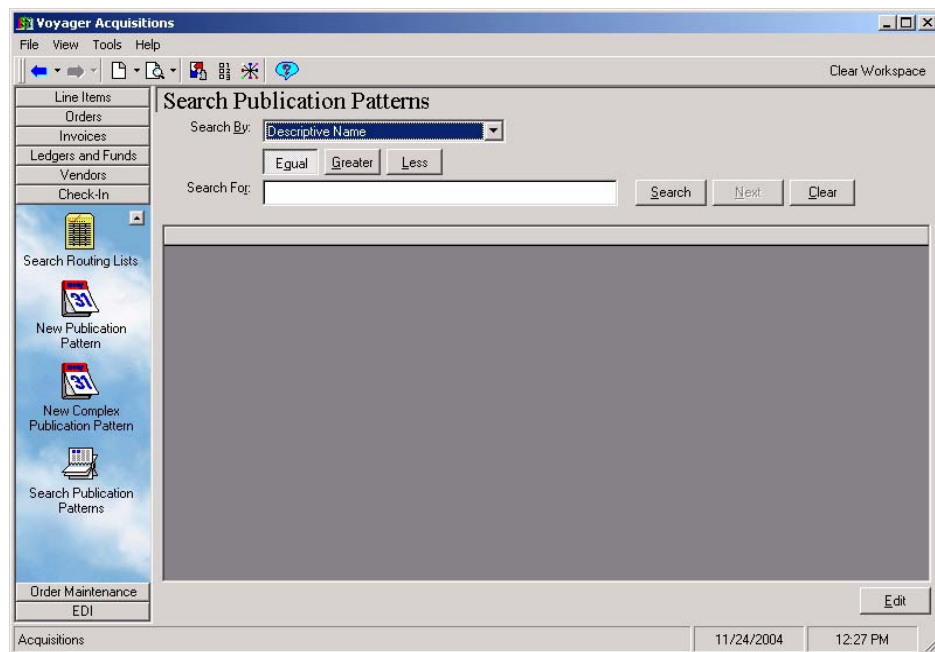 Voyager Acquisitions
File View Tools Help
Clear Workspace
Line Items
Orders
Invoices
Ledgers and Funds
Vendors
Check-In
Search Routing Lists
31
New Publication
Pattern
31
New Complex
Publication Pattern
Search Publication
Patterns
Order Maintenance
EDI
Search Publication Patterns
Search By: Descriptive Name
Equal Greater Less
Search For: Search Next Clear
Edit
Acquisitions 11/24/2004 12:27 PM